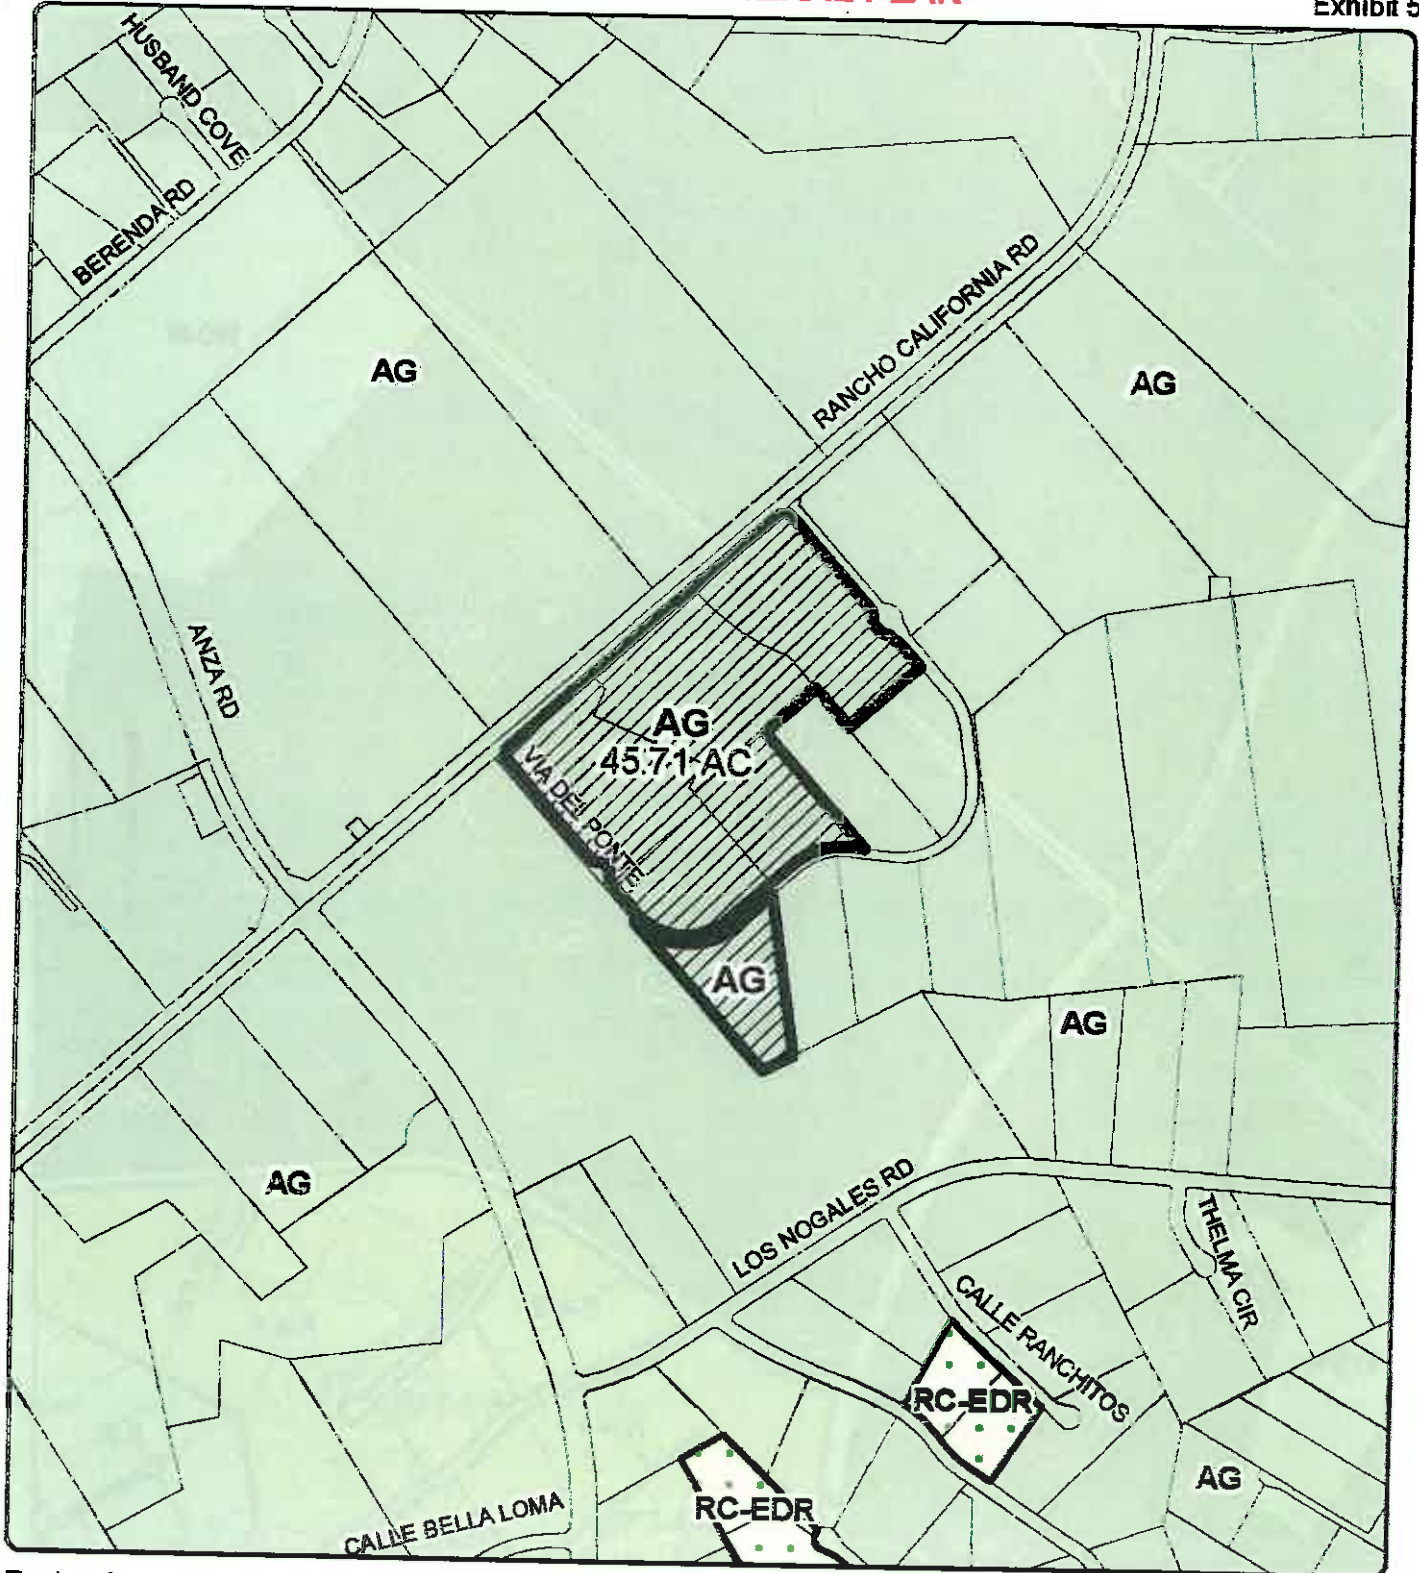 Exhibit 5
HUSBAND COVE
BERENDA RD
RANCHO CALIFORNIA RD
AG
AG
ANZA RD
AG
45.71 AC
VIA DEL PONTE
AG
AG
AG
LOS NOGALES RD
THELMA CIR
CALLE RANCHITOS
RC-EDR
AG
RC-EDR
CALLE BELLA LOMA